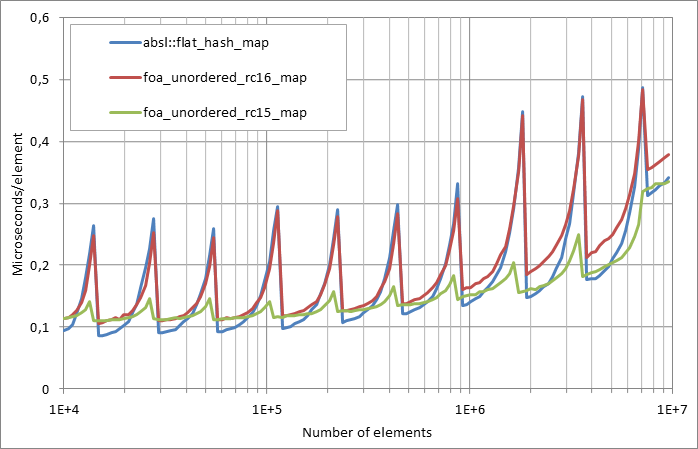 0,6
absl::flat_hash_map
0,5
foa_unordered_rc16_map
foa_unordered_rc15_map
0,4
Microseconds/element
0,3
0,2
0,1
0
1E+4 1E+5 1E+6 1E+7
Number of elements